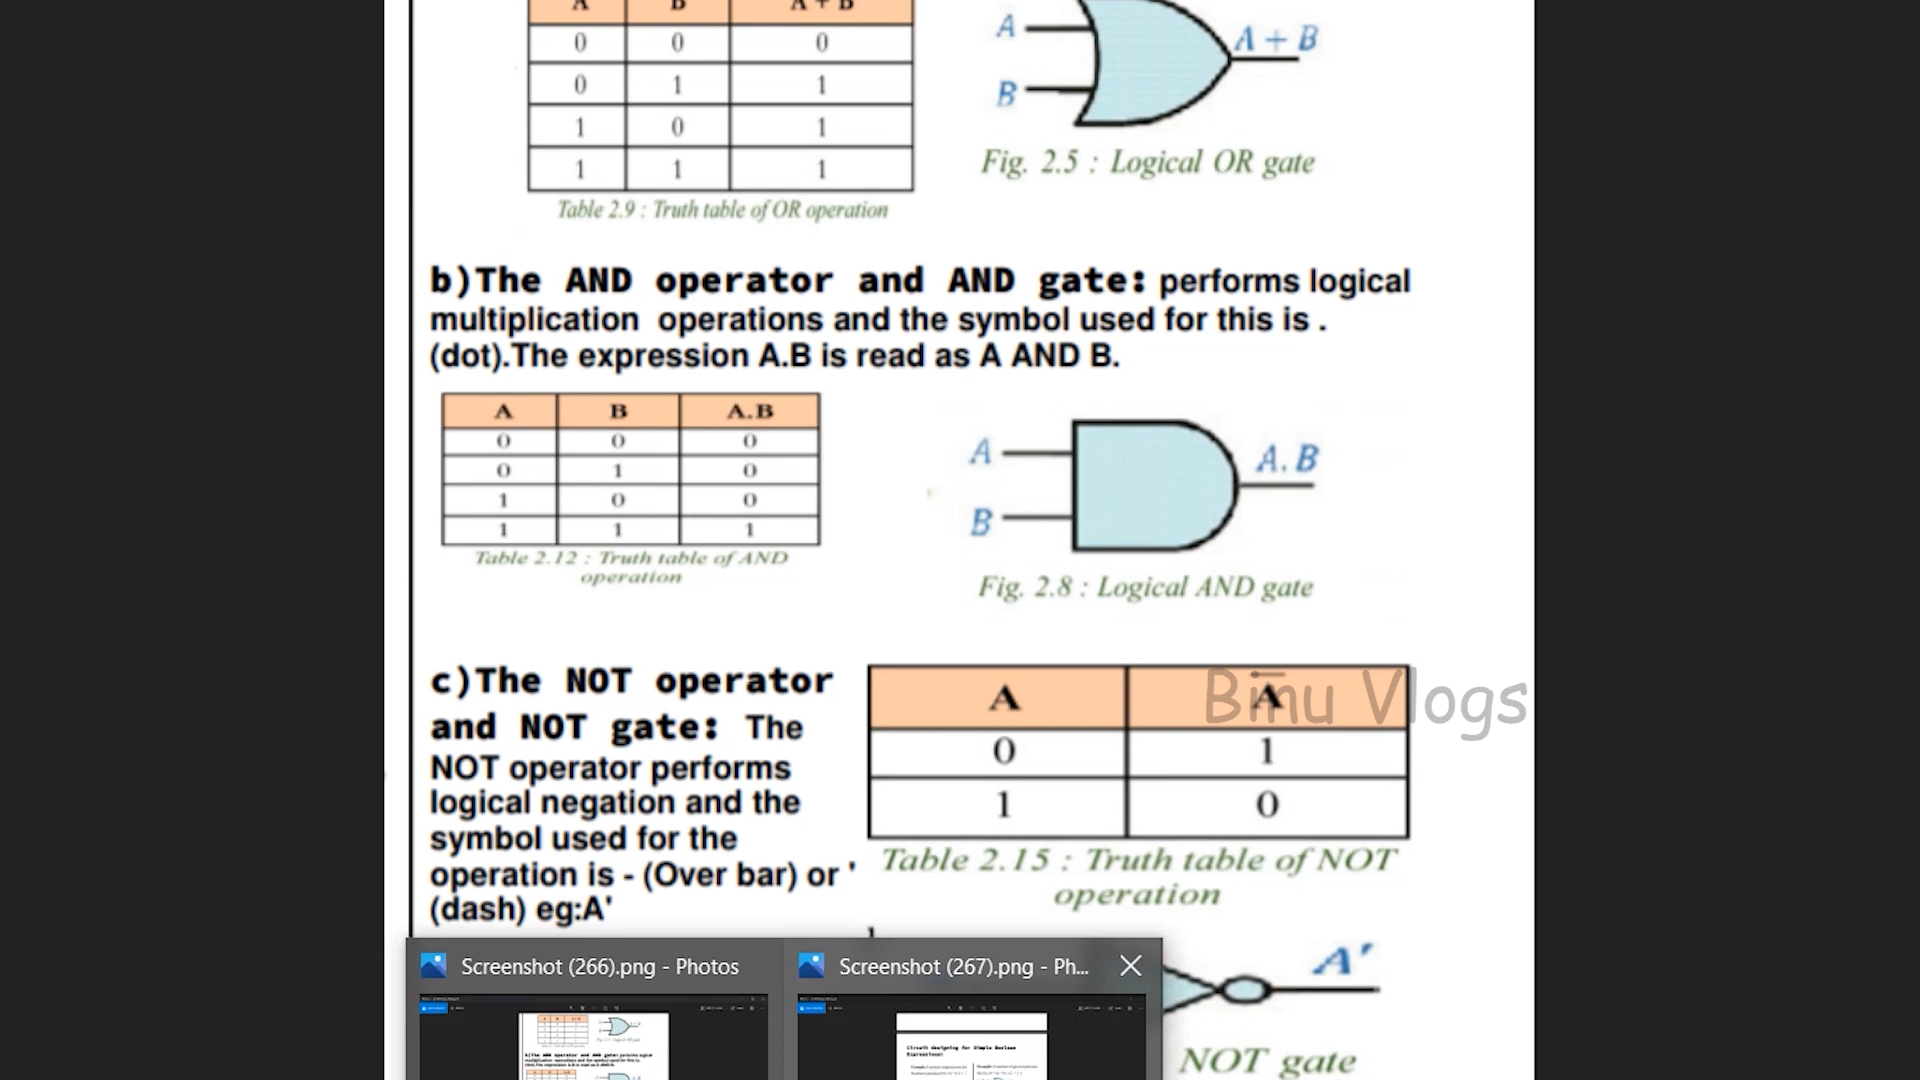 A B A + B
0 0 0
0 1 1
1 0 1
1 1 1
Table 2.9 : Truth table of OR operation
A
B
A + B
Fig. 2.5 : Logical OR gate
b)The AND operator and AND gate: performs logical
multiplication operations and the symbol used for this is .
(dot).The expression A.B is read as A AND B.
A B A.B
0 0 0
0 1 0
1 0 0
1 1 1
Table 2.12 : Truth table of AND
operation
A
B
A.B
Fig. 2.8 : Logical AND gate
c)The NOT operator
and NOT gate: The
NOT operator performs
logical negation and the
symbol used for the
operation is - (Over bar) or '
(dash) eg:A'
A A̅
0 1
1 0
Binu Vlogs
Table 2.15 : Truth table of NOT
operation
A'
NOT gate
Screenshot (266).png - Photos
Screenshot (267).png - Ph...
Circuit designing for Simple Boolean
Expressions: